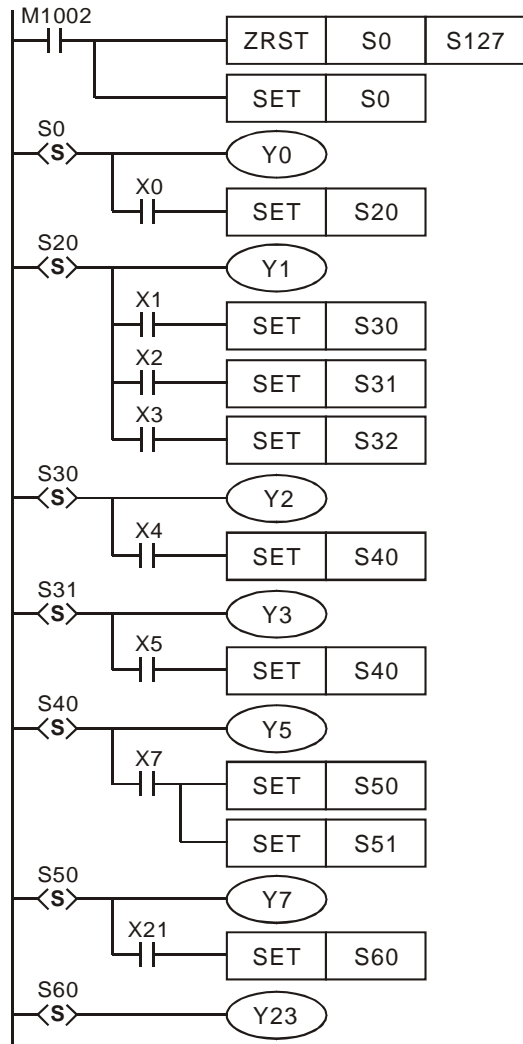 M1002
ZRST S0 S127
SET S0
S0
S Y0
X0
SET S20
S20
S Y1
X1
SET S30
X2
SET S31
X3
SET S32
S30
S Y2
X4
SET S40
S31
S Y3
X5
SET S40
S40
S Y5
X7
SET S50
SET S51
S50
S Y7
X21
SET S60
S60
S Y23